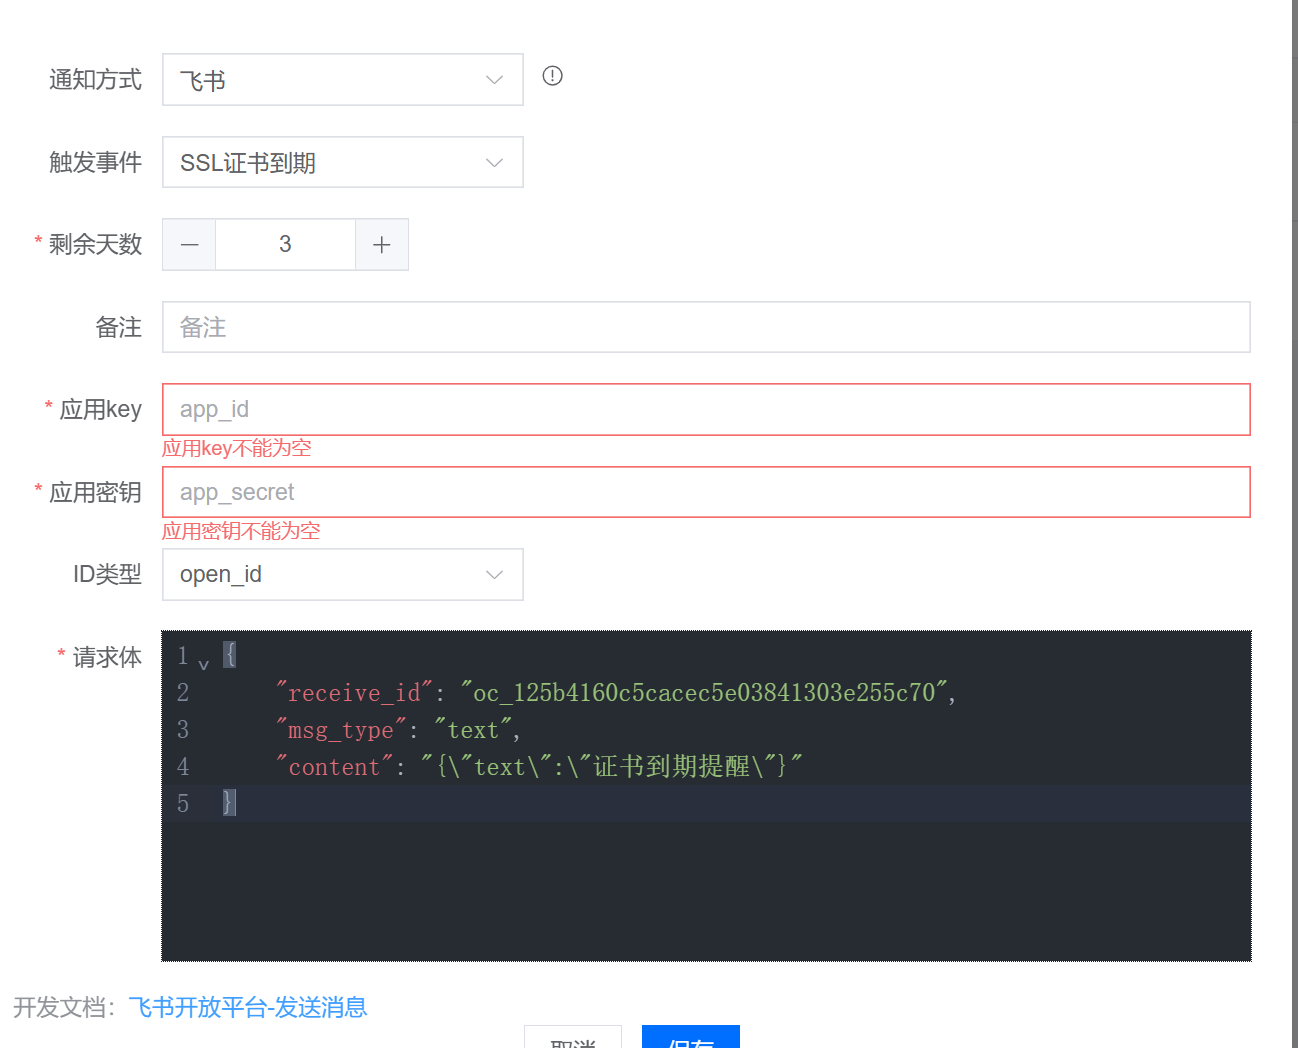 通知方式 飞书
触发事件 SSL证书到期
* 剩余天数 3
备注 备注
* 应用key app_id
应用key不能为空
* 应用密钥 app_secret
应用密钥不能为空
ID类型 open_id
* 请求体 1 {
2 "receive_id": "oc_125b4160c5cacec5e03841303e255c70",
3 "msg_type": "text",
4 "content": "{\"text\":\"证书到期提醒\"}"
5 }
开发文档：飞书开放平台-发送消息
取消 保存